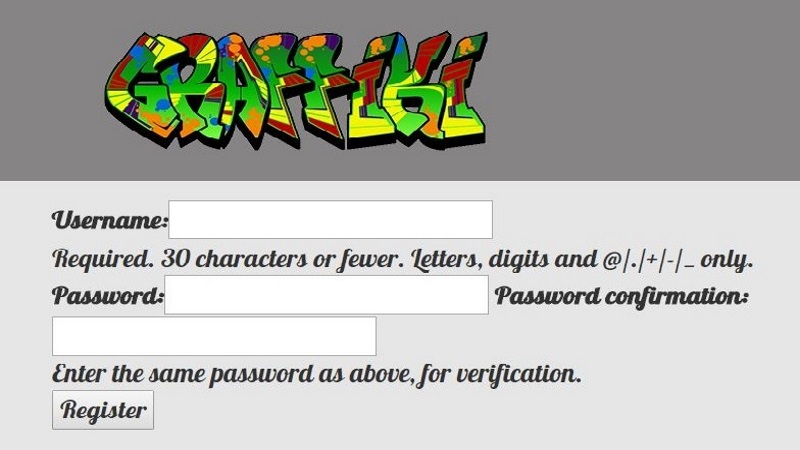 GRAFFIKI
Username:
Required. 30 characters or fewer. Letters, digits and @/./+/-/_ only.
Password: Password confirmation:
Enter the same password as above, for verification.
Register